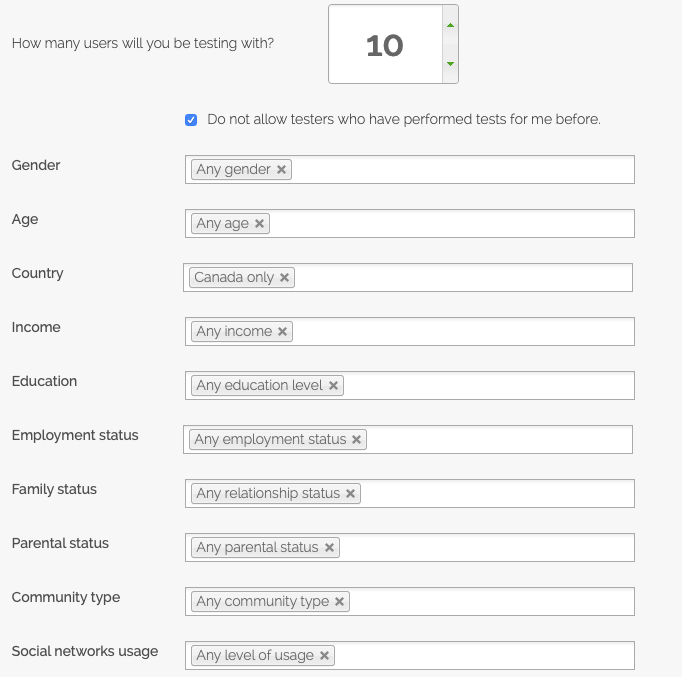 How many users will you be testing with? 10
Do not allow testers who have performed tests for me before.
Gender Any gender ×
Age Any age ×
Country Canada only ×
Income Any income ×
Education Any education level ×
Employment status Any employment status ×
Family status Any relationship status ×
Parental status Any parental status ×
Community type Any community type ×
Social networks usage Any level of usage ×